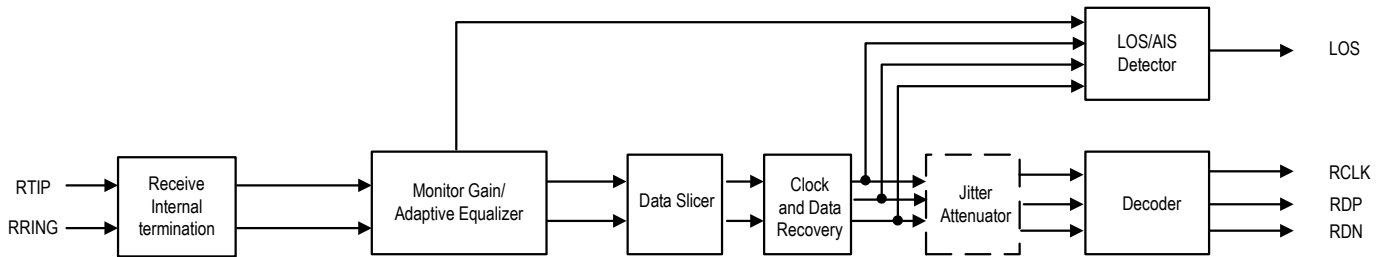 LOS/AIS
Detector
LOS
RTIP
RRING
Receive
Internal
termination
Monitor Gain/
Adaptive Equalizer
Data Slicer
Clock
and Data
Recovery
Jitter
Attenuator
Decoder
RCLK
RDP
RDN